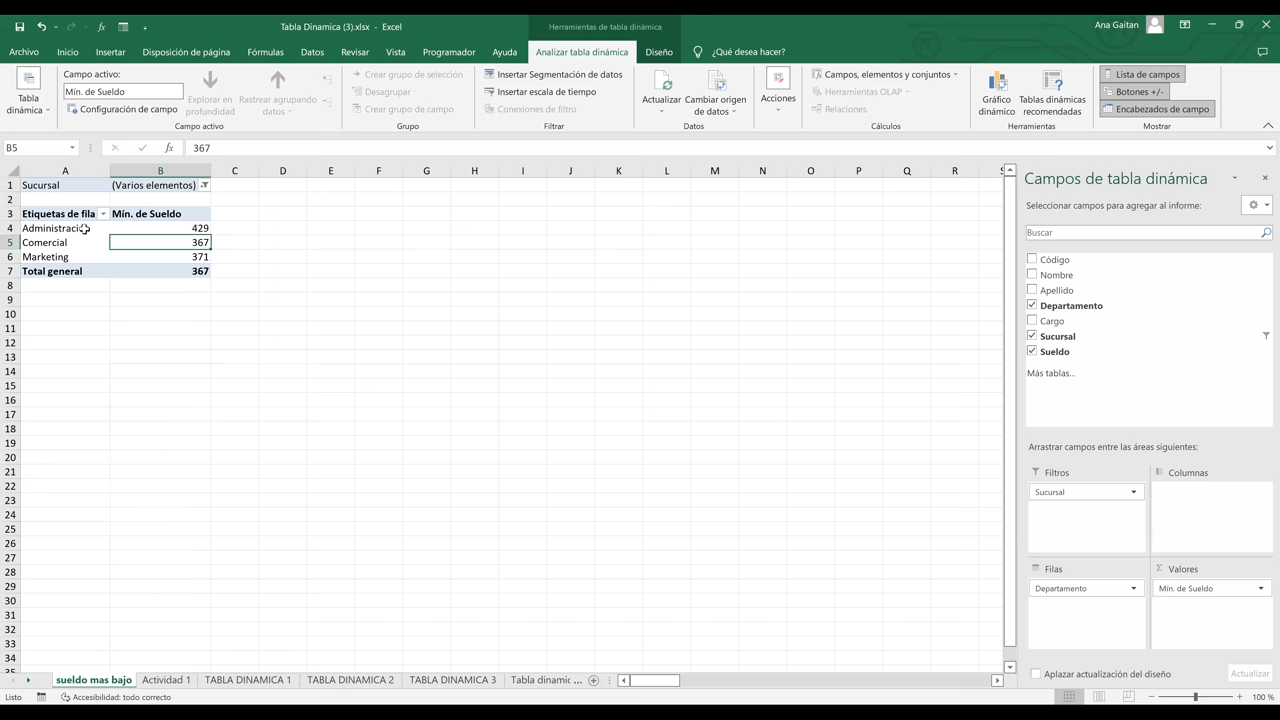 Tabla Dinamica (3).xlsx - Excel
Herramientas de tabla dinámica
Ana Gaitan
Archivo Inicio Insertar Disposición de página Fórmulas Datos Revisar Vista Programador Ayuda Analizar tabla dinámica Diseño ¿Qué desea hacer?
Tabla dinámica
Campo activo:
Mín. de Sueldo
Configuración de campo
Explorar en profundidad
Rastrear agrupando datos
Campo activo
Crear grupo de selección
Desagrupar
Crear grupo de campo
Grupo
Insertar Segmentación de datos
Insertar escala de tiempo
Conexiones de filtro
Filtrar
Actualizar
Cambiar origen de datos
Datos
Acciones
Campos, elementos y conjuntos
Herramientas OLAP
Relaciones
Cálculos
Gráfico dinámico
Tablas dinámicas recomendadas
Herramientas
Lista de campos
Botones +/-
Encabezados de campo
Mostrar
B5 fx 367
A B C D E F G H I J K L M N O P Q R
1 Sucursal (Varios elementos)
2
3 Etiquetas de fila Mín. de Sueldo
4 Administración 429
5 Comercial 367
6 Marketing 371
7 Total general 367
8
9
10
11
12
13
14
15
16
17
18
19
20
21
22
23
24
25
26
27
28
29
30
31
32
33
34
Campos de tabla dinámica
Seleccionar campos para agregar al informe:
Buscar
Código
Nombre
Apellido
Departamento
Cargo
Sucursal
Sueldo
Más tablas...
Arrastrar campos entre las áreas siguientes:
Filtros Columnas
Sucursal
Filas Σ Valores
Departamento Mín. de Sueldo
Aplazar actualización del diseño Actualizar
sueldo mas bajo Actividad 1 TABLA DINAMICA 1 TABLA DINAMICA 2 TABLA DINAMICA 3 Tabla dinamic ...
Listo Accesibilidad: todo correcto 100 %